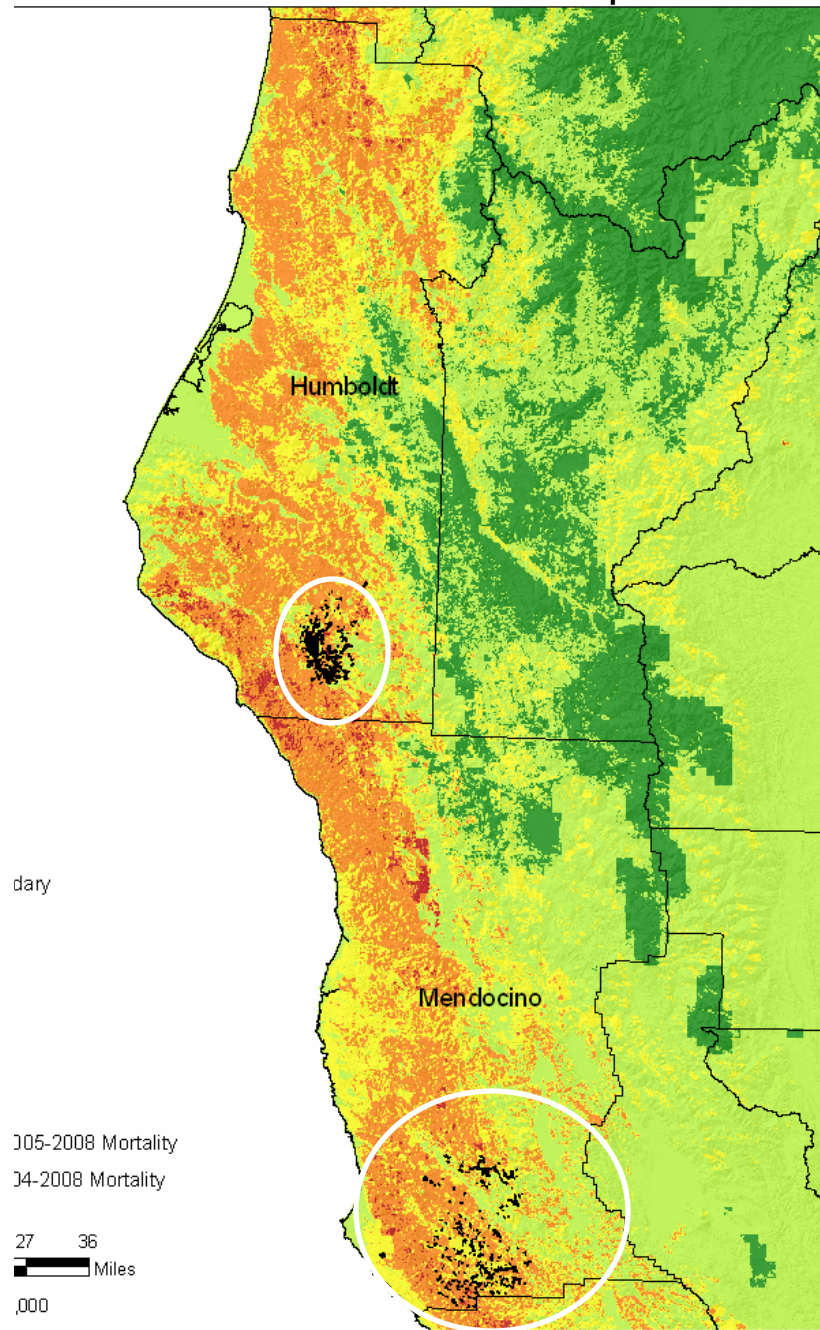 Humboldt
dary
Mendocino
005-2008 Mortality
04-2008 Mortality
27 36
Miles
,000